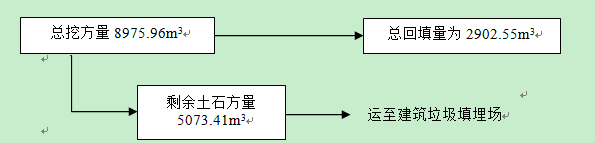 总挖方量 8975.96m³
总回填量为 2902.55m³
剩余土石方量
5073.41m³
运至建筑垃圾填埋场